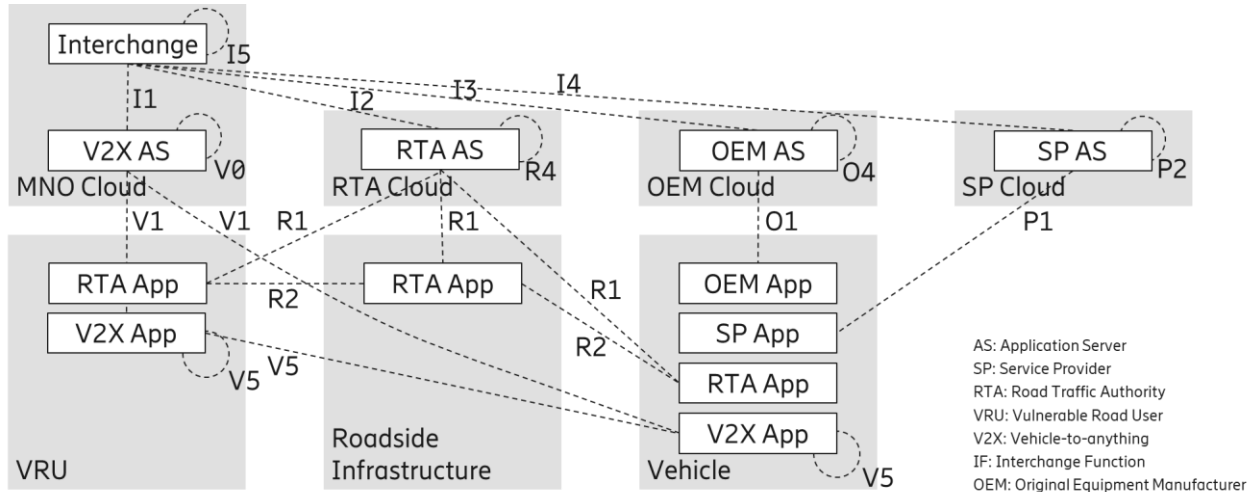 Interchange
I5
I1
I2
I3
I4
V2X AS
V0
MNO Cloud
RTA AS
R4
RTA Cloud
OEM AS
O4
OEM Cloud
SP AS
P2
SP Cloud
V1
V1
R1
R1
O1
P1
RTA App
R2
RTA App
R1
OEM App
V2X App
R2
SP App
V5
V5
RTA App
V2X App
V5
VRU
Roadside
Infrastructure
Vehicle
AS: Application Server
SP: Service Provider
RTA: Road Traffic Authority
VRU: Vulnerable Road User
V2X: Vehicle-to-anything
IF: Interchange Function
OEM: Original Equipment Manufacturer